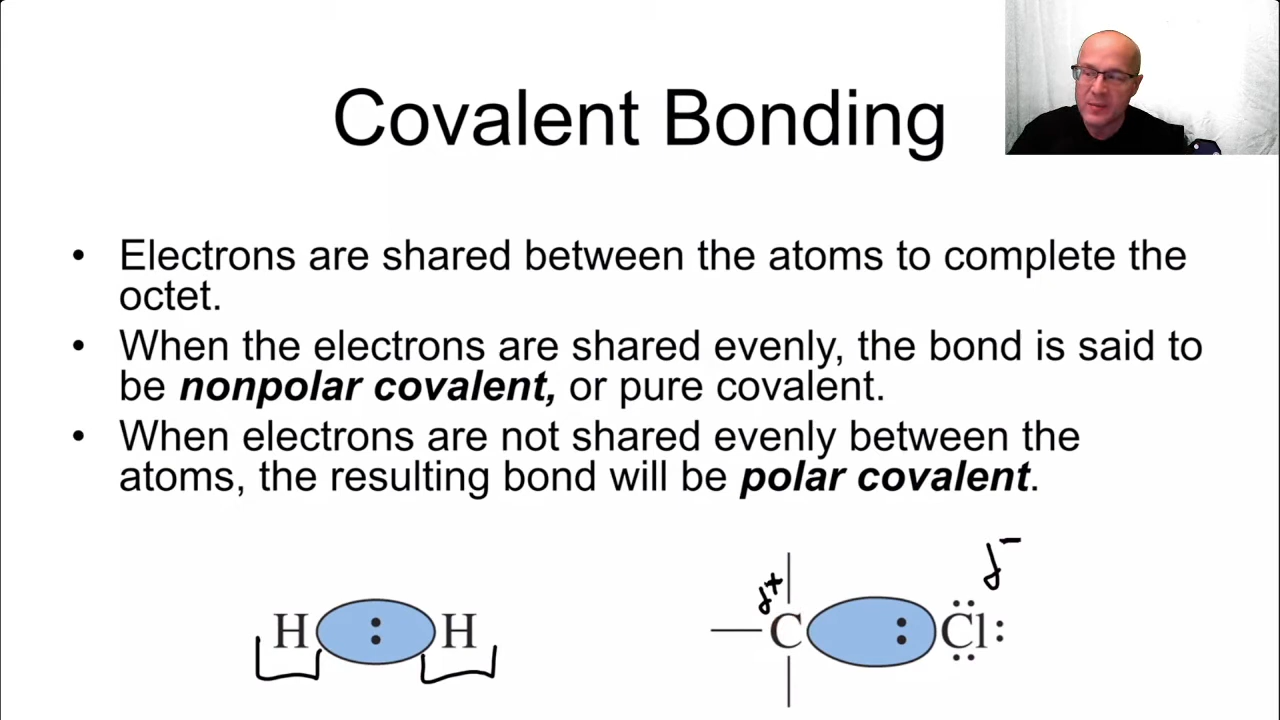 Covalent Bonding
• Electrons are shared between the atoms to complete the
octet.
• When the electrons are shared evenly, the bond is said to
be nonpolar covalent, or pure covalent.
• When electrons are not shared evenly between the
atoms, the resulting bond will be polar covalent.
δ+ δ-
H : H C : Cl: